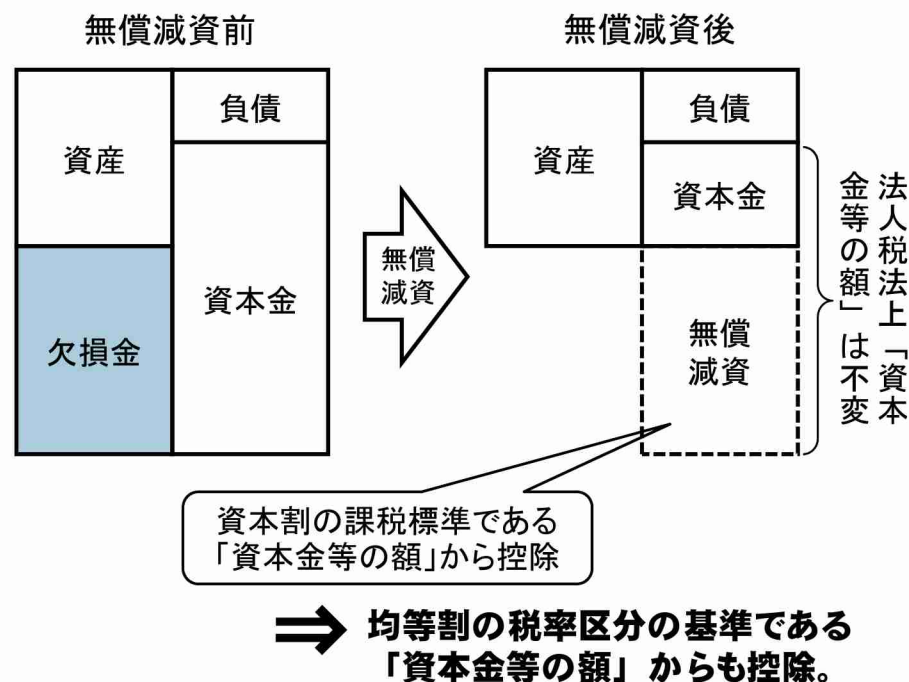 無償減資前
無償減資後
資産
負債
欠損金
資本金
無償
減資
資産
負債
資本金
無償
減資
法人税法上「資本
金等の額」は不変
資本割の課税標準である
「資本金等の額」から控除
⇒ 均等割の税率区分の基準である
「資本金等の額」からも控除。